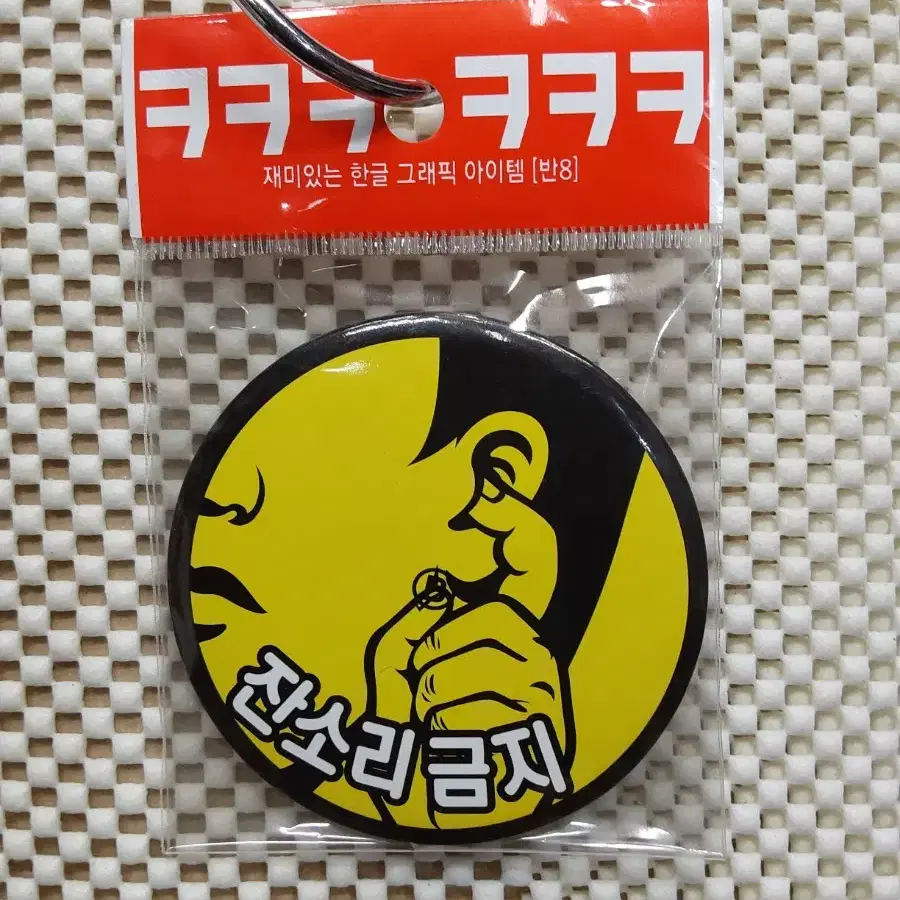 ㅋㅋㅋ ㅋㅋㅋ
재미있는 한글 그래픽 아이템 [반8]
잔소리 금지